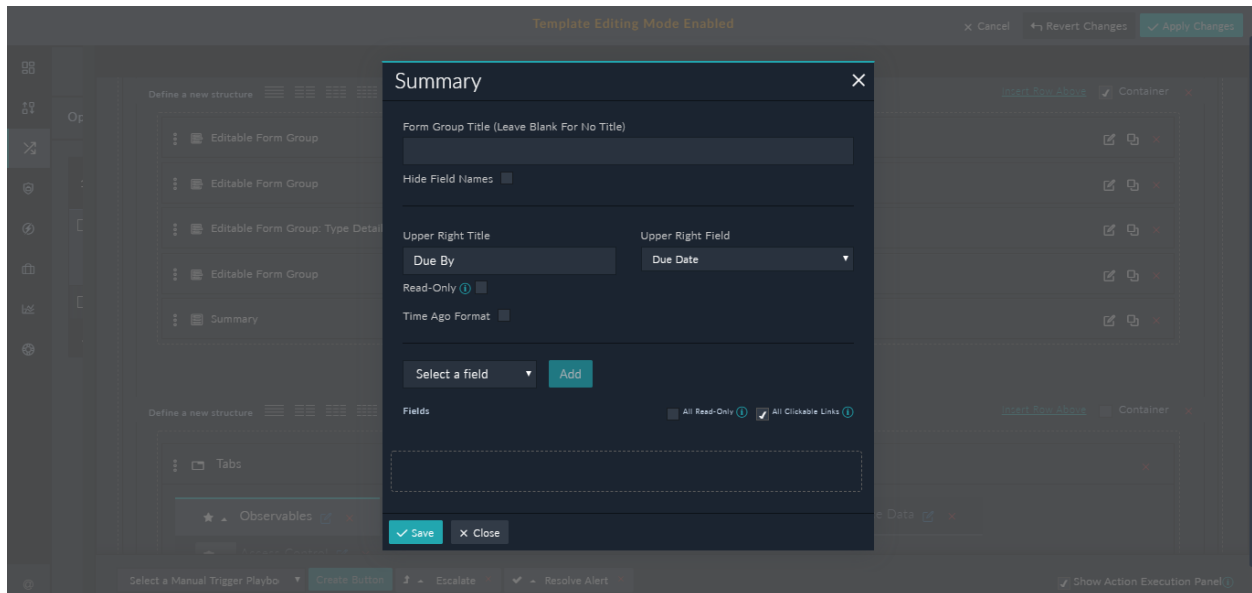 Template Editing Mode Enabled
× Cancel Revert Changes Apply Changes
Summary
Define a new structure Insert Row Above Container
Op
Form Group Title (Leave Blank For No Title)
Editable Form Group
Hide Field Names
Editable Form Group
Editable Form Group: Type Detail
Upper Right Title Upper Right Field
Due By Due Date
Editable Form Group
Read-Only
Time Ago Format
Summary
Select a field Add
Define a new structure Insert Row Above Container
Fields All Read-Only All Clickable Links
Tabs
Observables e Data
Save × Close
Select a Manual Trigger Playbo Create Button Escalate Resolve Alert Show Action Execution Panel